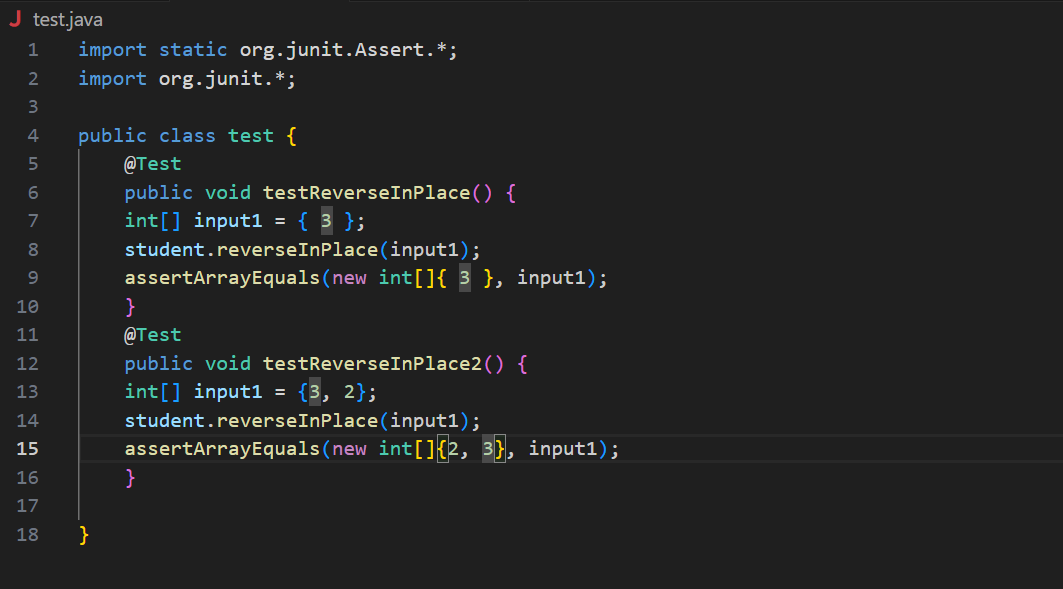 J test.java
1 import static org.junit.Assert.*;
2 import org.junit.*;
3
4 public class test {
5     @Test
6     public void testReverseInPlace() {
7     int[] input1 = { 3 };
8     student.reverseInPlace(input1);
9     assertArrayEquals(new int[]{ 3 }, input1);
10     }
11     @Test
12     public void testReverseInPlace2() {
13     int[] input1 = {3, 2};
14     student.reverseInPlace(input1);
15     assertArrayEquals(new int[]{2, 3}, input1);
16     }
17
18 }